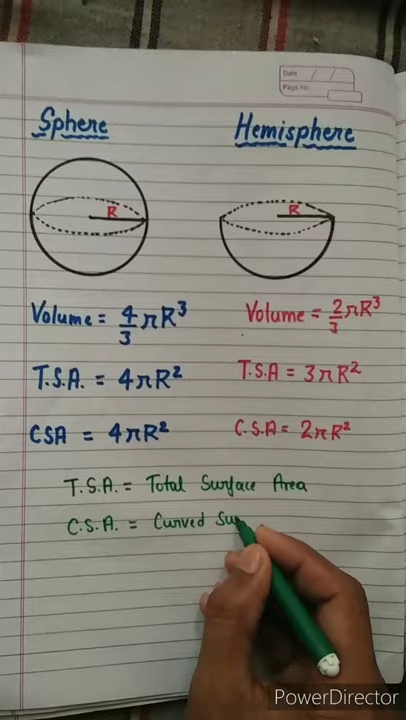 Date / /
Page No
Sphere
Hemisphere
R
R
Volume = 4/3 πR³
Volume = 2/3 πR³
T.S.A. = 4πR²
T.S.A = 3πR²
CSA = 4πR²
C.S.A = 2πR²
T.S.A. = Total Surface Area
C.S.A. = Curved Su
PowerDirector